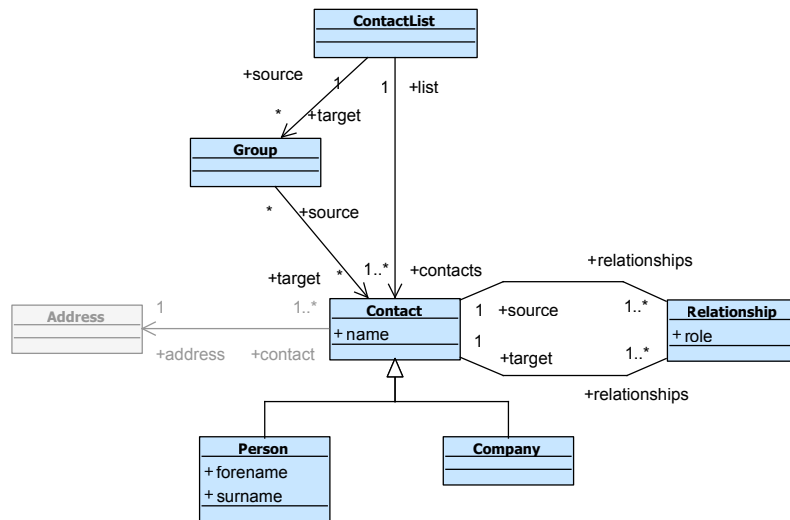 ContactList
+source
1
1
+list
*
+target
Group
*
+source
+target
*
1..*
+contacts
+relationships
Address
1
1..*
+address
+contact
Contact
+ name
1
+source
1..*
1
+target
1..*
Relationship
+ role
+relationships
Person
+ forename
+ surname
Company